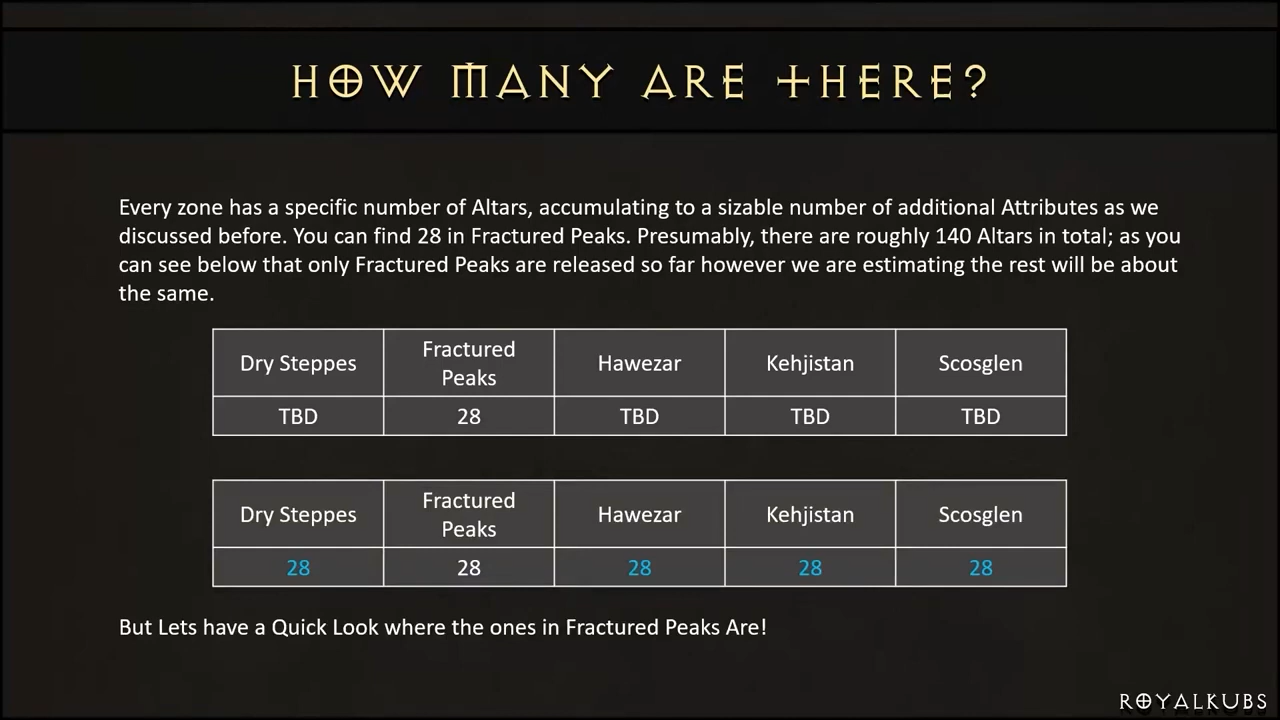 HOW MANY ARE THERE?
Every zone has a specific number of Altars, accumulating to a sizable number of additional Attributes as we
discussed before. You can find 28 in Fractured Peaks. Presumably, there are roughly 140 Altars in total; as you
can see below that only Fractured Peaks are released so far however we are estimating the rest will be about
the same.
Dry Steppes Fractured Peaks Hawezar Kehjistan Scosglen
TBD 28 TBD TBD TBD
Dry Steppes Fractured Peaks Hawezar Kehjistan Scosglen
28 28 28 28 28
But Lets have a Quick Look where the ones in Fractured Peaks Are!
ROYALKUBS